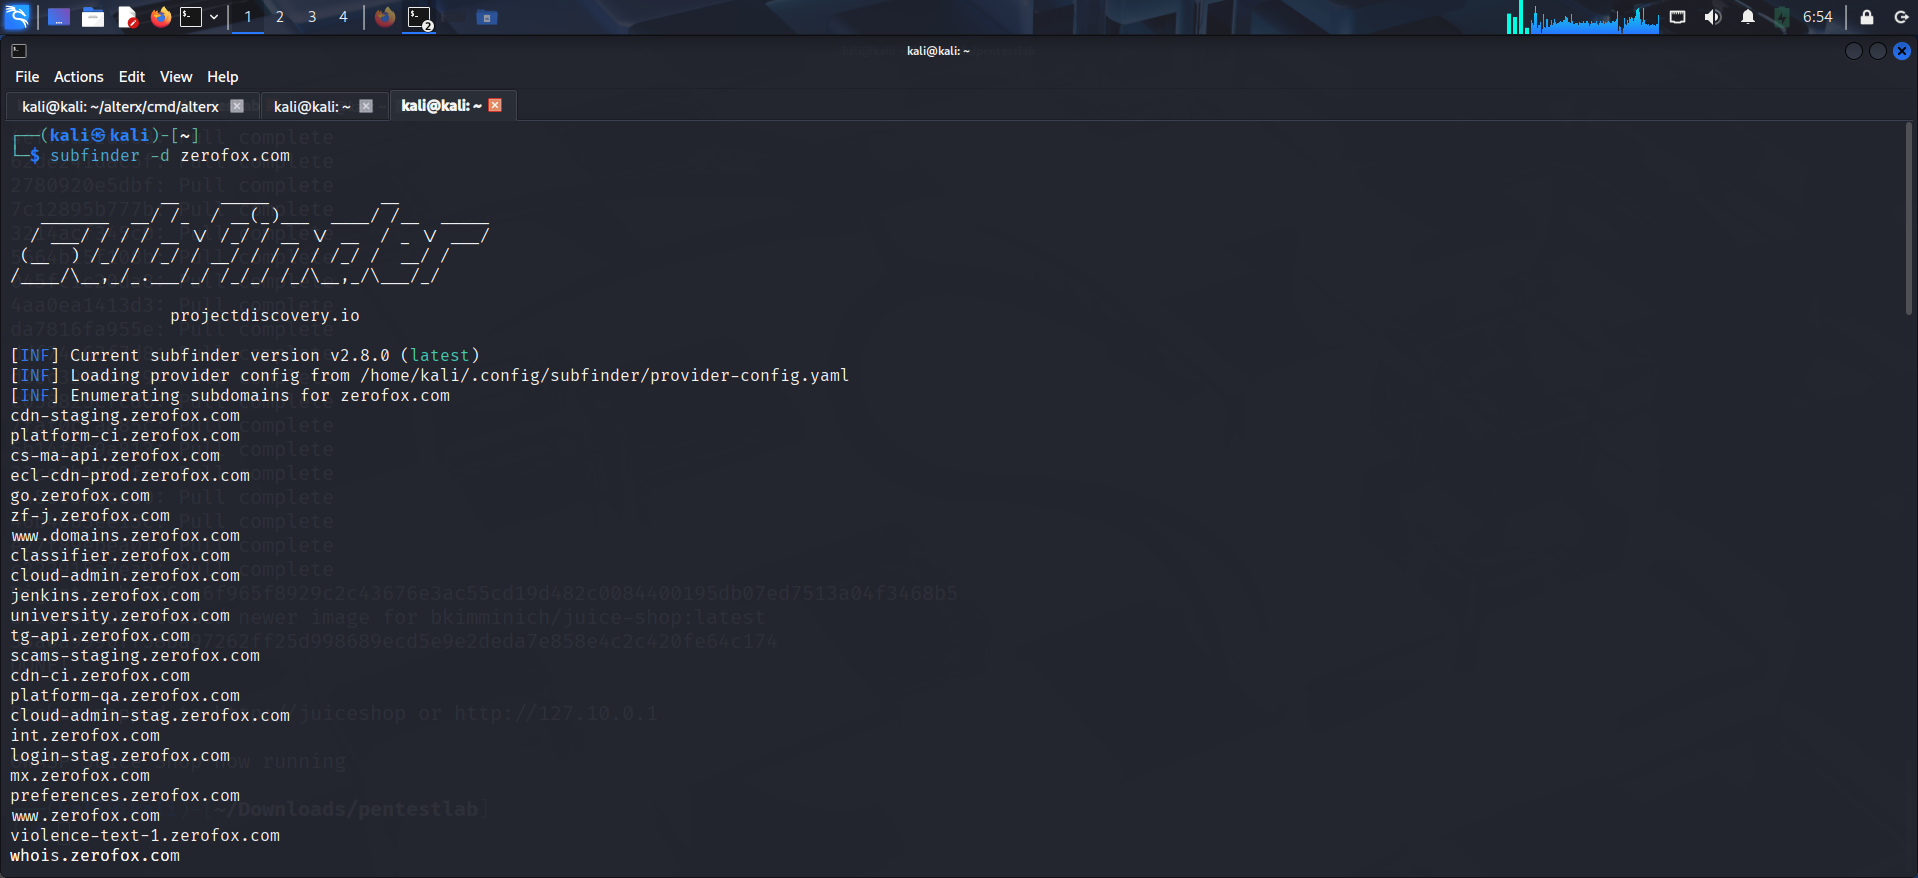 1 2 3 4 2 6:54
kali@kali: ~
File Actions Edit View Help
kali@kali: ~/alterx/cmd/alterx kali@kali: ~ kali@kali: ~
(kali㉿kali)-[~]
$ subfinder -d zerofox.com
subfinder
projectdiscovery.io
[INF] Current subfinder version v2.8.0 (latest)
[INF] Loading provider config from /home/kali/.config/subfinder/provider-config.yaml
[INF] Enumerating subdomains for zerofox.com
cdn-staging.zerofox.com
platform-ci.zerofox.com
cs-ma-api.zerofox.com
ecl-cdn-prod.zerofox.com
go.zerofox.com
zf-j.zerofox.com
www.domains.zerofox.com
classifier.zerofox.com
cloud-admin.zerofox.com
jenkins.zerofox.com
university.zerofox.com
tg-api.zerofox.com
scams-staging.zerofox.com
cdn-ci.zerofox.com
platform-qa.zerofox.com
cloud-admin-stag.zerofox.com
int.zerofox.com
login-stag.zerofox.com
mx.zerofox.com
preferences.zerofox.com
www.zerofox.com
violence-text-1.zerofox.com
whois.zerofox.com